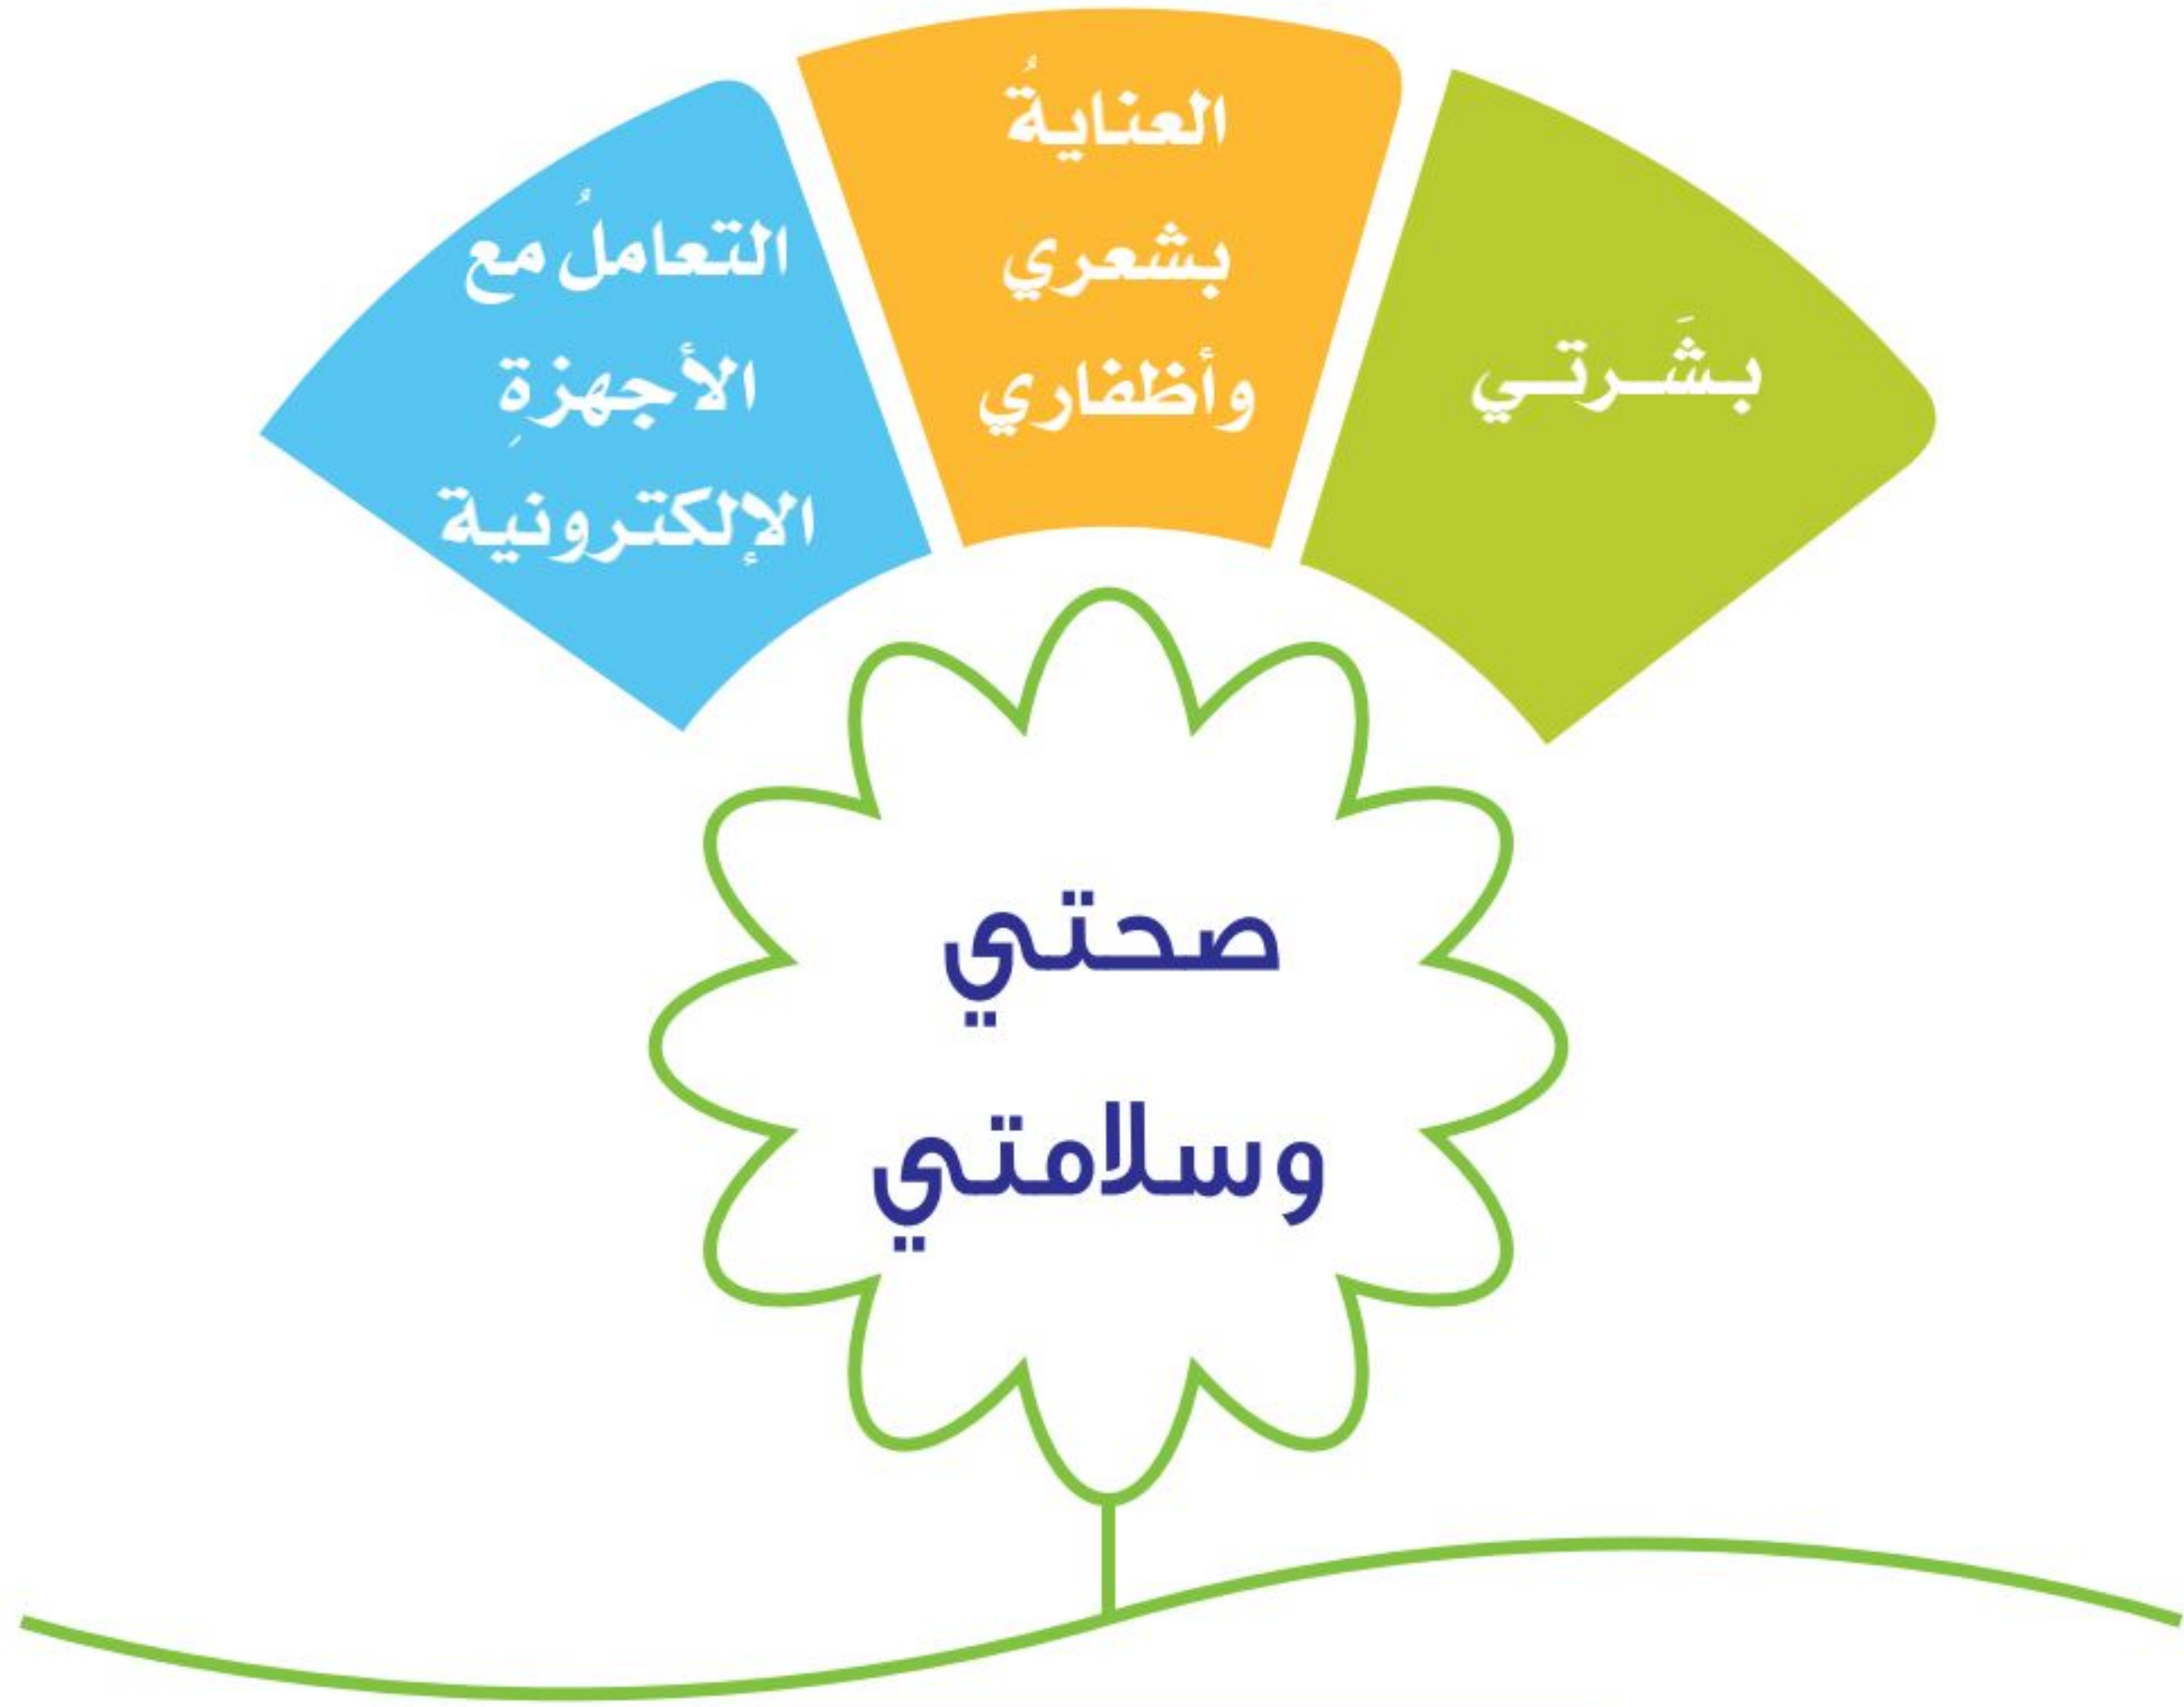 بشَرتي
العنايةُ
بشعري
وأظفاري
التعاملُ مع
الأجهزةِ
الإلكترونية
صحتي
وسلامتي